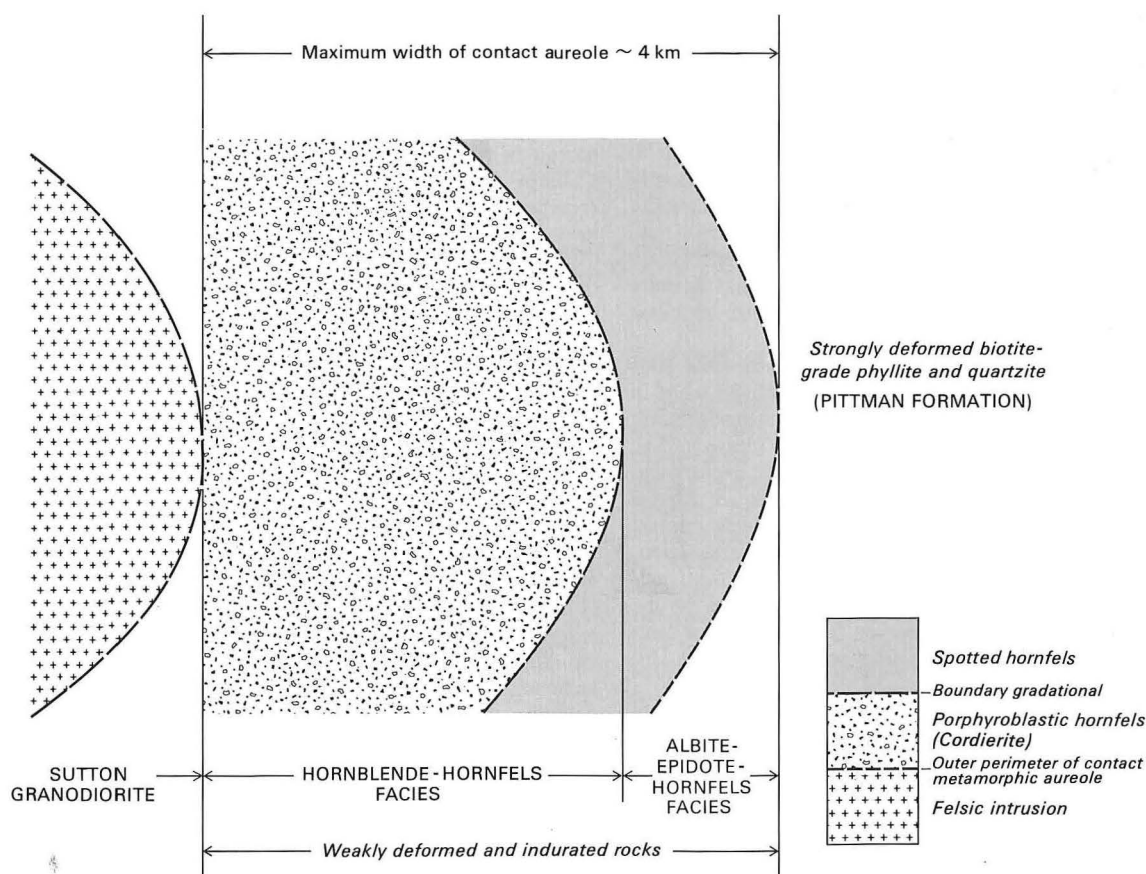 Maximum width of contact aureole ~ 4 km
Strongly deformed biotite-
grade phyllite and quartzite
(PITTMAN FORMATION)
SUTTON
GRANODIORITE
HORNBLENDE-HORNFELS
FACIES
ALBITE-
EPIDOTE-
HORNFELS
FACIES
Weakly deformed and indurated rocks
Spotted hornfels
Boundary gradational
Porphyroblastic hornfels
(Cordierite)
Outer perimeter of contact
metamorphic aureole
Felsic intrusion